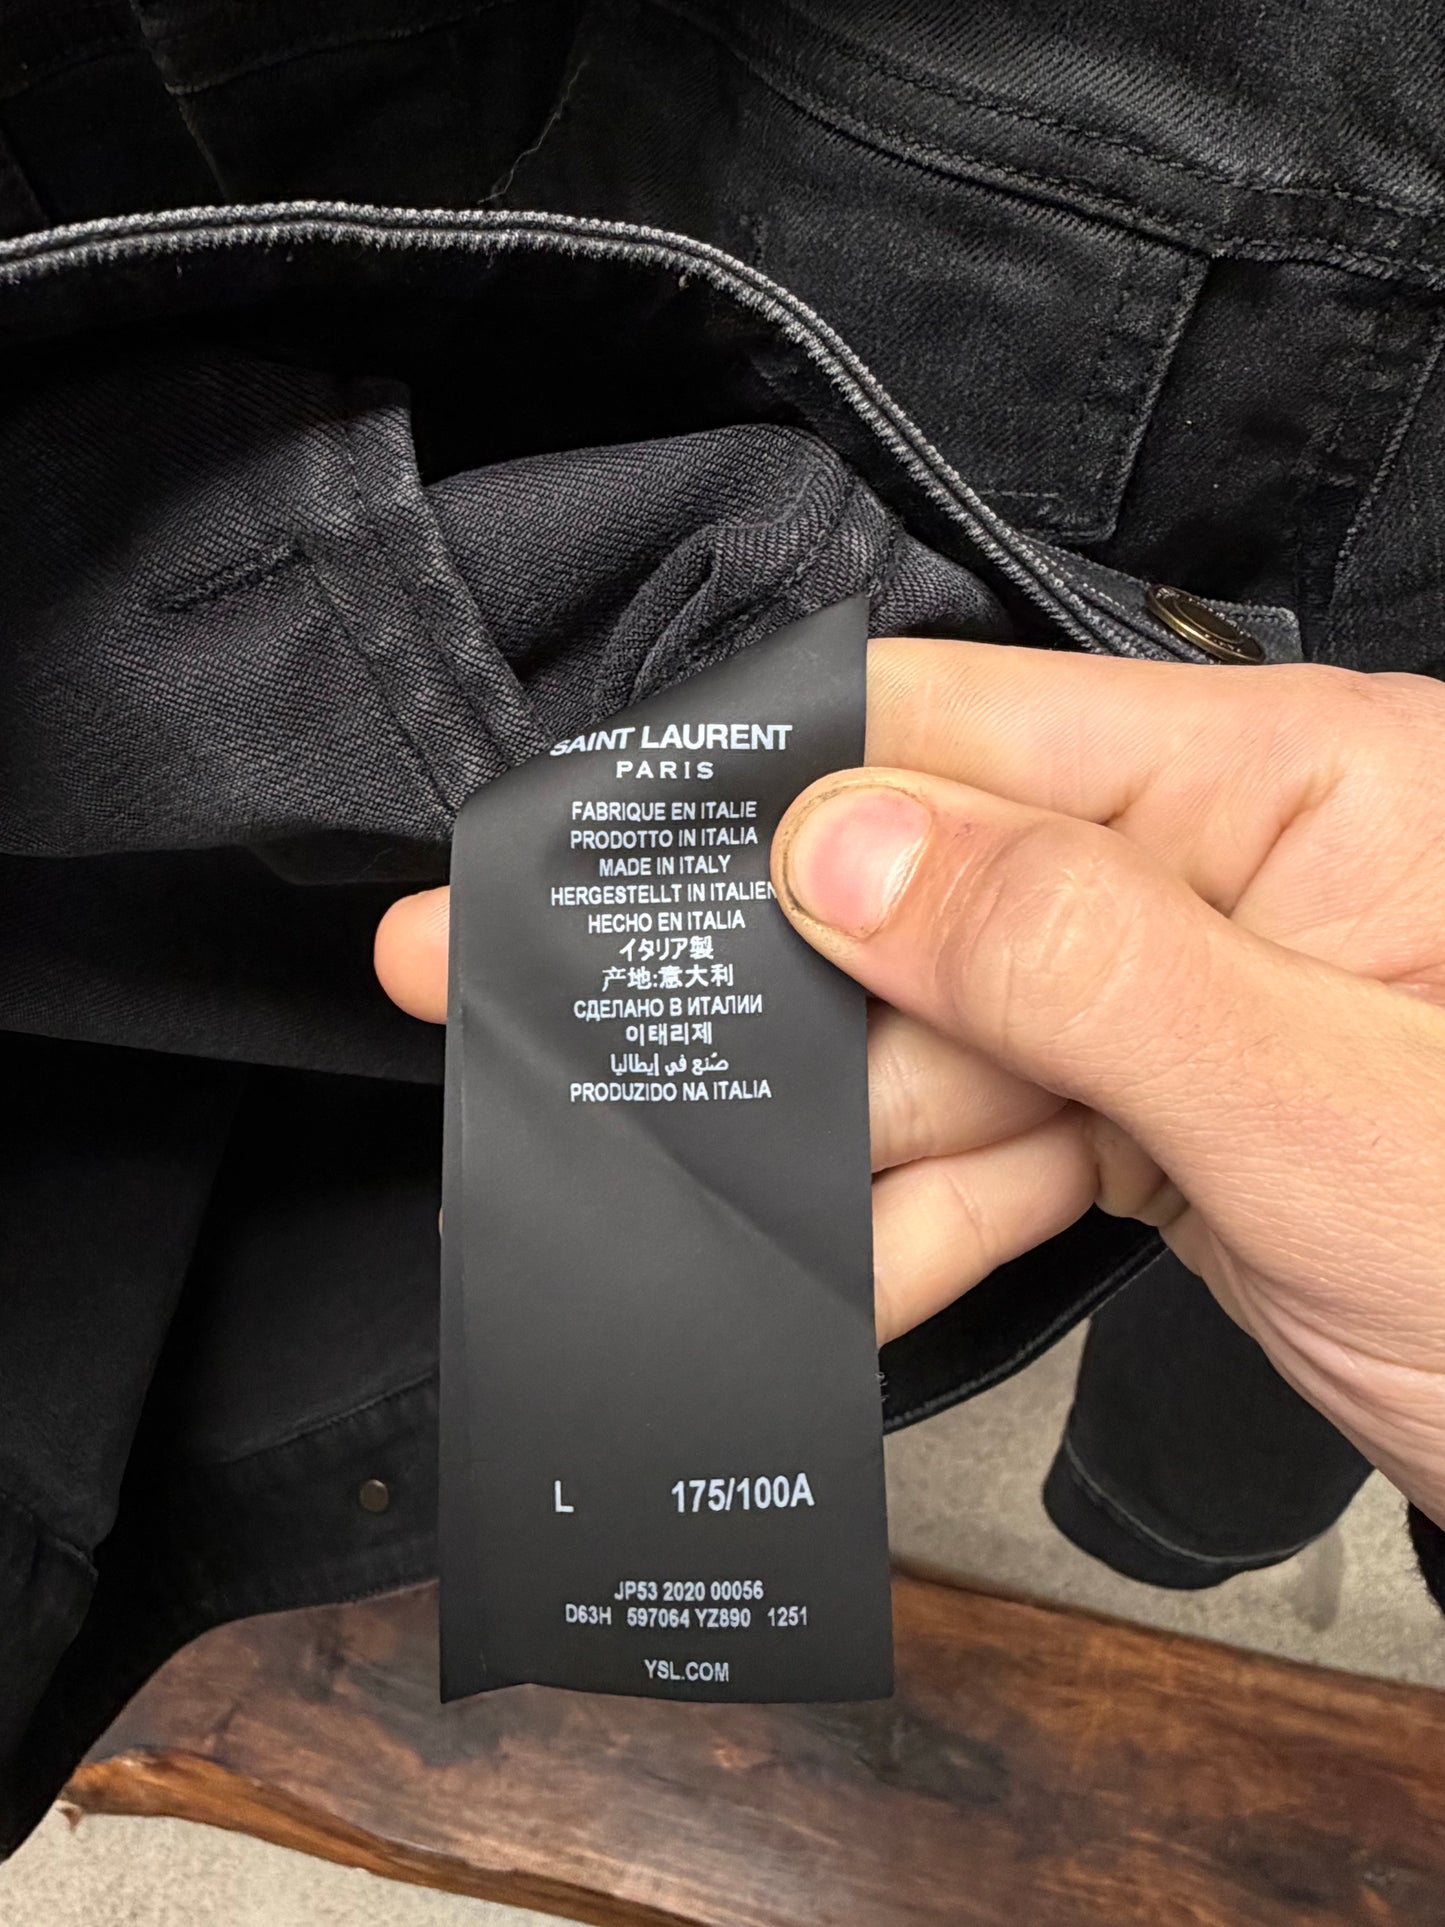 SAINT LAURENT
PARIS
FABRIQUE EN ITALIE
PRODOTTO IN ITALIA
MADE IN ITALY
HERGESTELLT IN ITALIEN
HECHO EN ITALIA
イタリア製
产地:意大利
СДЕЛАНО В ИТАЛИИ
이태리제
صُنع في إيطاليا
PRODUZIDO NA ITALIA
L 175/100A
JP53 2020 00056
D63H 597064 YZ890 1251
YSL.COM